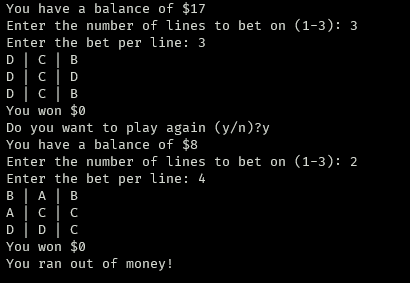 You have a balance of $17
Enter the number of lines to bet on (1-3): 3
Enter the bet per line: 3
D | C | B
D | C | D
D | C | B
You won $0
Do you want to play again (y/n)?y
You have a balance of $8
Enter the number of lines to bet on (1-3): 2
Enter the bet per line: 4
B | A | B
A | C | C
D | D | C
You won $0
You ran out of money!